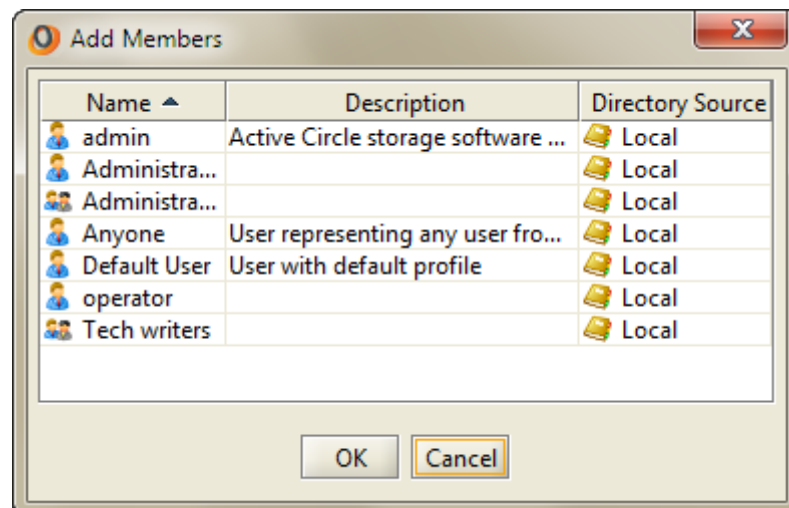 Add Members
Name Description Directory Source
admin Active Circle storage software ... Local
Administra... Local
Administra... Local
Anyone User representing any user fro... Local
Default User User with default profile Local
operator Local
Tech writers Local
OK Cancel